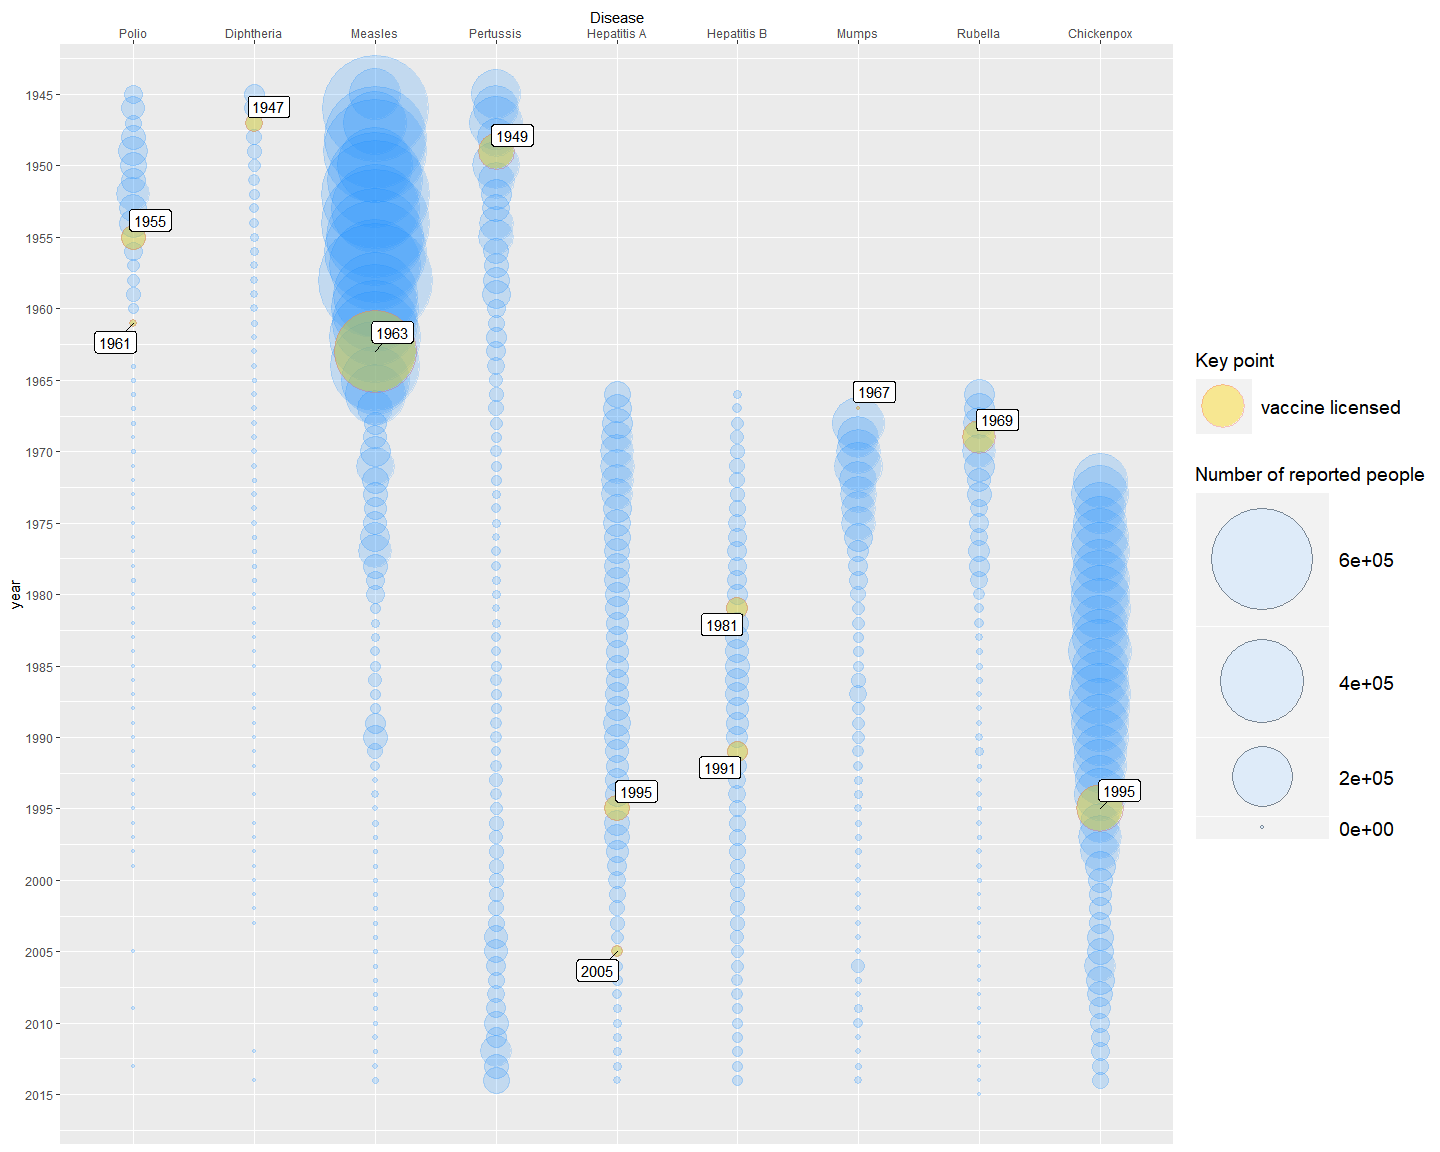 Disease
Polio Diphtheria Measles Pertussis Hepatitis A Hepatitis B Mumps Rubella Chickenpox
year
1945
1950
1955
1960
1965
1970
1975
1980
1985
1990
1995
2000
2005
2010
2015
1947
1949
1955
1961
1963
1967
1969
1981
1991
1995
1995
2005
Key point
vaccine licensed
Number of reported people
6e+05
4e+05
2e+05
0e+00